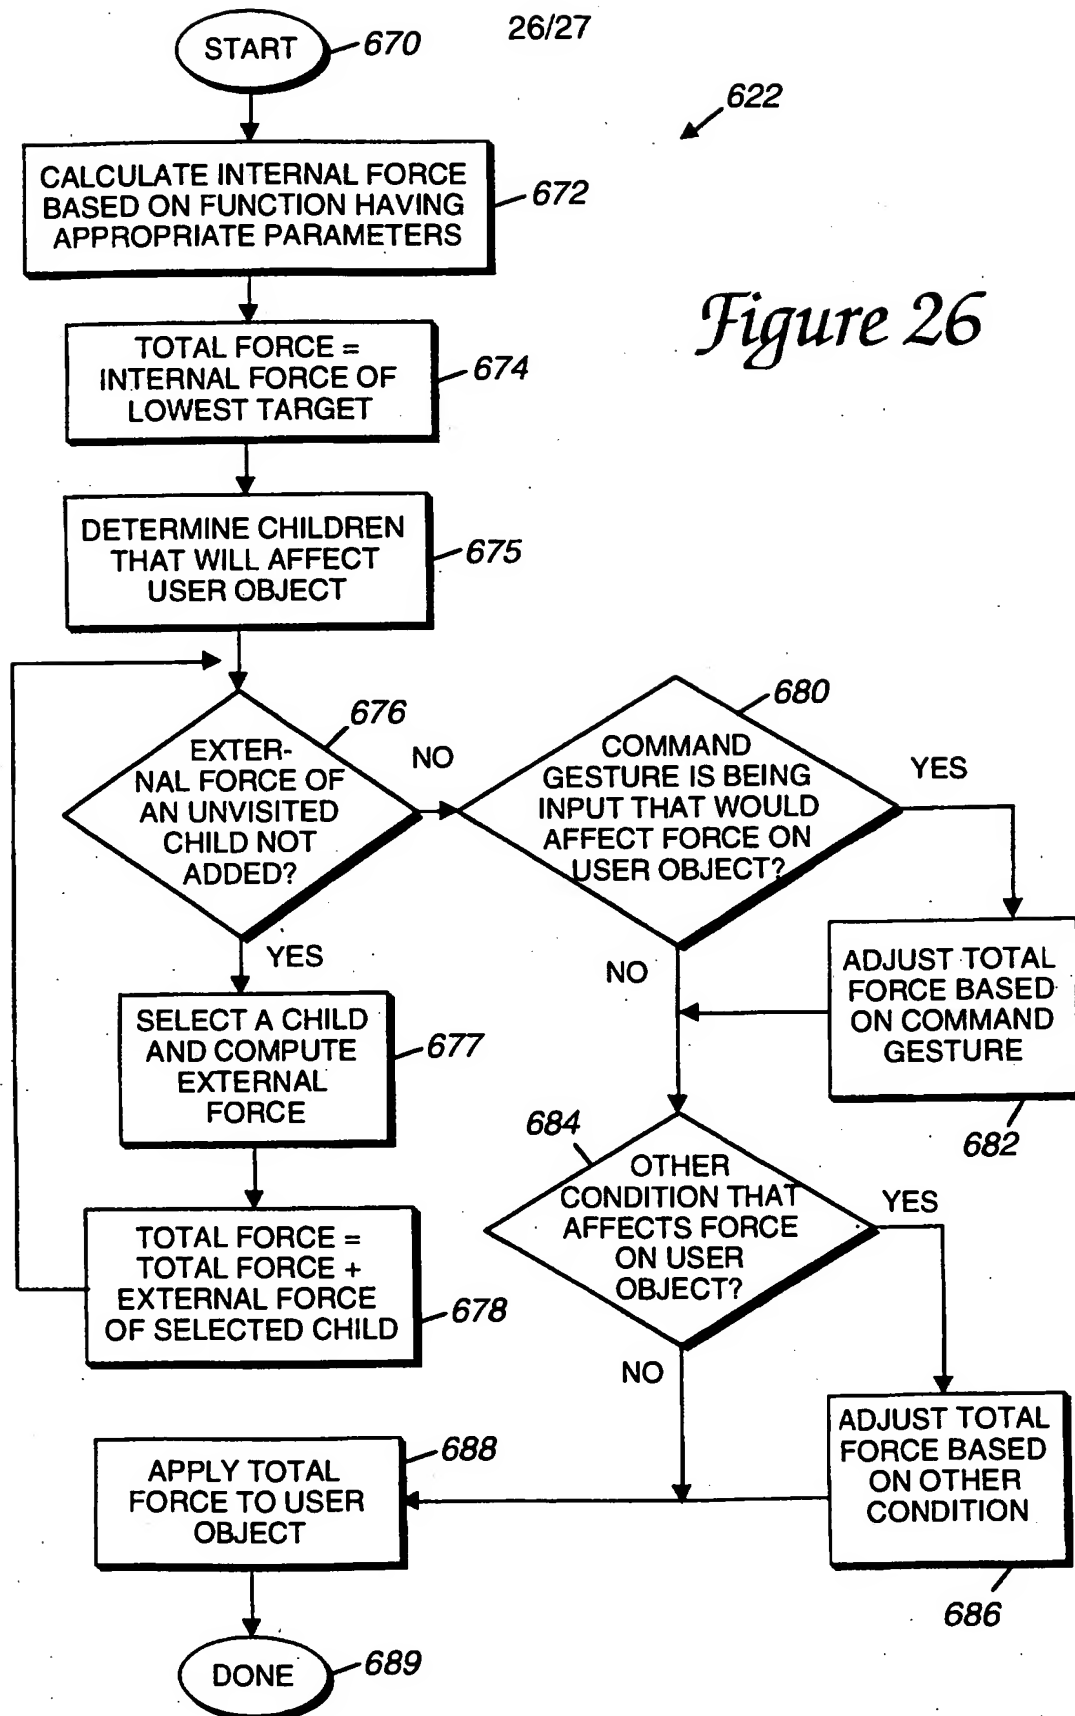 26/27
START
670
622
CALCULATE INTERNAL FORCE
BASED ON FUNCTION HAVING
APPROPRIATE PARAMETERS
672
Figure 26
TOTAL FORCE =
INTERNAL FORCE OF
LOWEST TARGET
674
DETERMINE CHILDREN
THAT WILL AFFECT
USER OBJECT
675
EXTER-
NAL FORCE OF
AN UNVISITED
CHILD NOT
ADDED?
676
NO
YES
COMMAND
GESTURE IS BEING
INPUT THAT WOULD
AFFECT FORCE ON
USER OBJECT?
680
YES
NO
SELECT A CHILD
AND COMPUTE
EXTERNAL
FORCE
677
ADJUST TOTAL
FORCE BASED
ON COMMAND
GESTURE
682
TOTAL FORCE =
TOTAL FORCE +
EXTERNAL FORCE
OF SELECTED CHILD
678
684
OTHER
CONDITION THAT
AFFECTS FORCE
ON USER
OBJECT?
YES
NO
ADJUST TOTAL
FORCE BASED
ON OTHER
CONDITION
686
APPLY TOTAL
FORCE TO USER
OBJECT
688
DONE
689